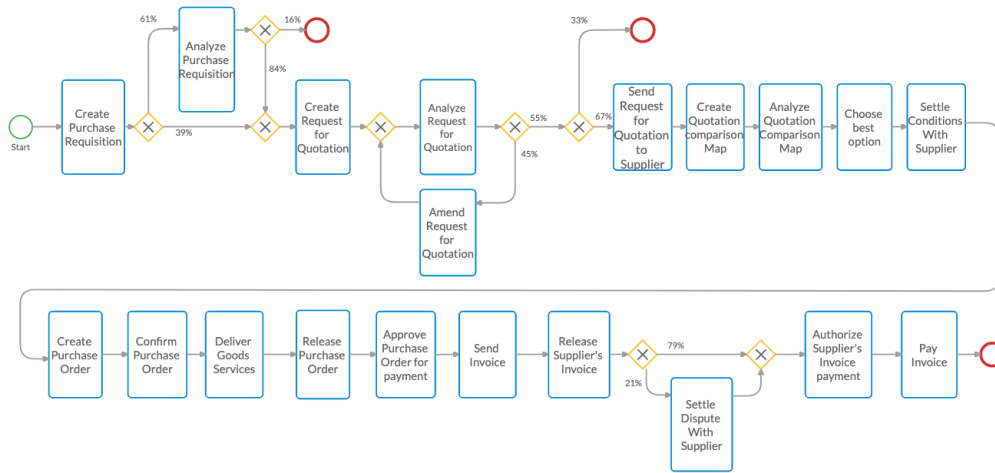 61%
16%
33%
Analyze
Purchase
Requisition
84%
Start
Create
Purchase
Requisition
39%
Create
Request
for
Quotation
Analyze
Request
for
Quotation
55%
45%
Amend
Request
for
Quotation
67%
Send
Request
for
Quotation
to
Supplier
Create
Quotation
comparison
Map
Analyze
Quotation
Comparison
Map
Choose
best
option
Settle
Conditions
With
Supplier
Create
Purchase
Order
Confirm
Purchase
Order
Deliver
Goods
Services
Release
Purchase
Order
Approve
Purchase
Order for
payment
Send
Invoice
Release
Supplier's
Invoice
79%
21%
Settle
Dispute
With
Supplier
Authorize
Supplier's
Invoice
payment
Pay
Invoice